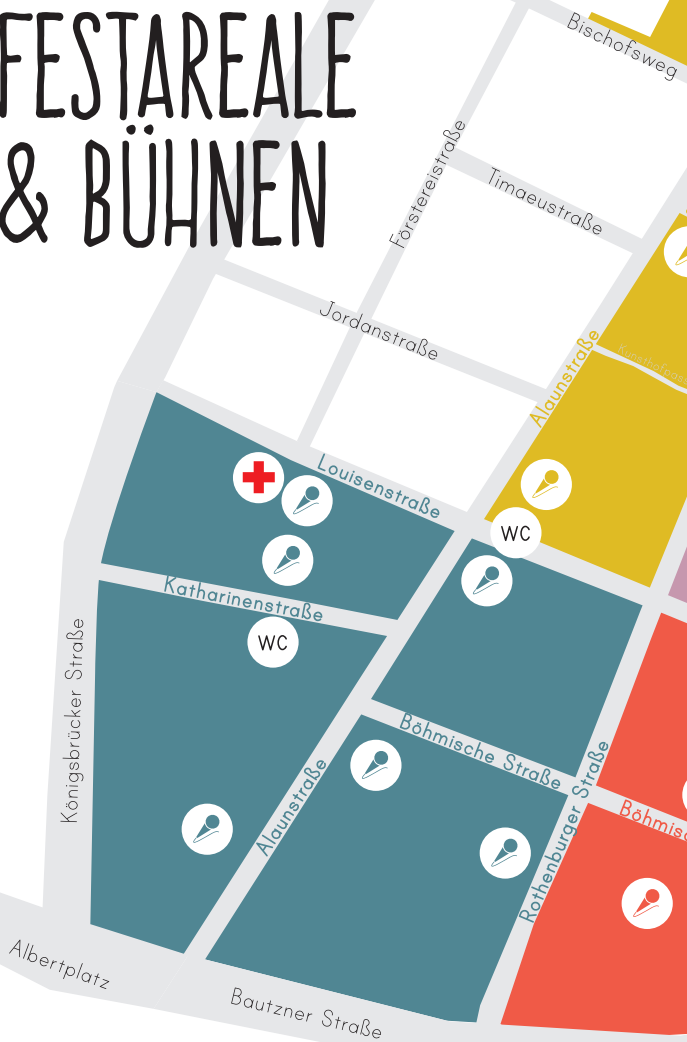 FESTAREALE
& BÜHNEN
Bischofsweg
Förstereistraße
Timaeustraße
Jordanstraße
Alaunstraße
Louisenstraße
WC
Katharinenstraße
WC
Königsbrücker Straße
Böhmische Straße
Alaunstraße
Rothenburger Straße
Albertplatz
Bautzner Straße